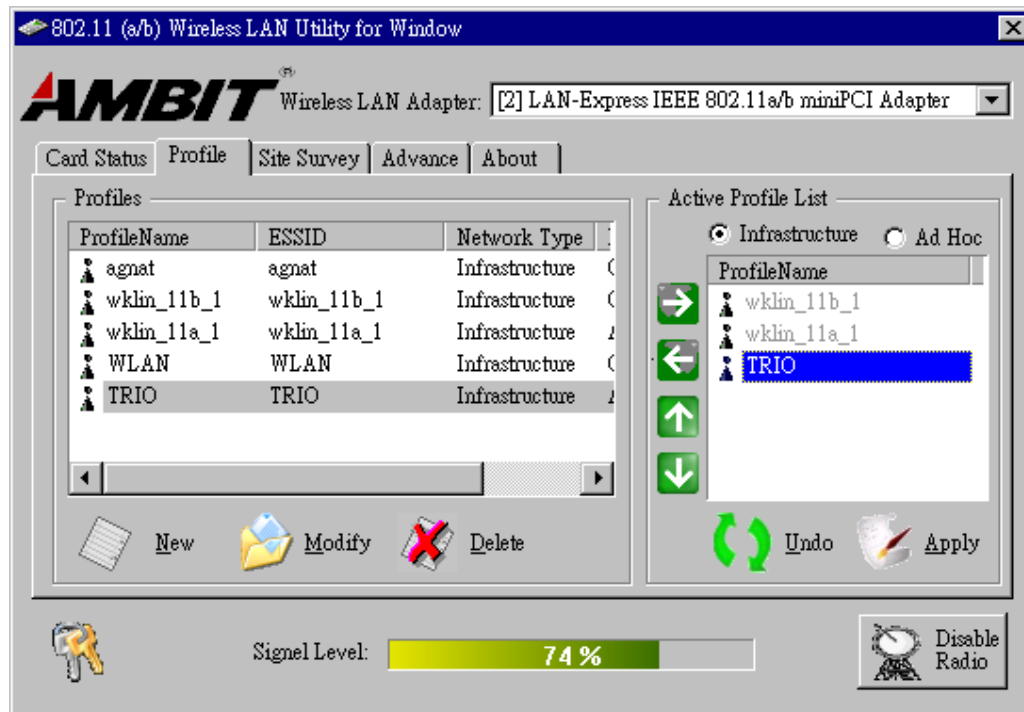 802.11 (a/b) Wireless LAN Utility for Window
AMBIT ®
Wireless LAN Adapter: [2] LAN-Express IEEE 802.11a/b miniPCI Adapter
Card Status Profile Site Survey Advance About
Profiles
ProfileName ESSID Network Type
agnat agnat Infrastructure
wklin_11b_1 wklin_11b_1 Infrastructure
wklin_11a_1 wklin_11a_1 Infrastructure
WLAN WLAN Infrastructure
TRIO TRIO Infrastructure
New Modify Delete
Active Profile List
Infrastructure Ad Hoc
ProfileName
wklin_11b_1
wklin_11a_1
TRIO
Undo Apply
Signel Level: 74 %
Disable
Radio